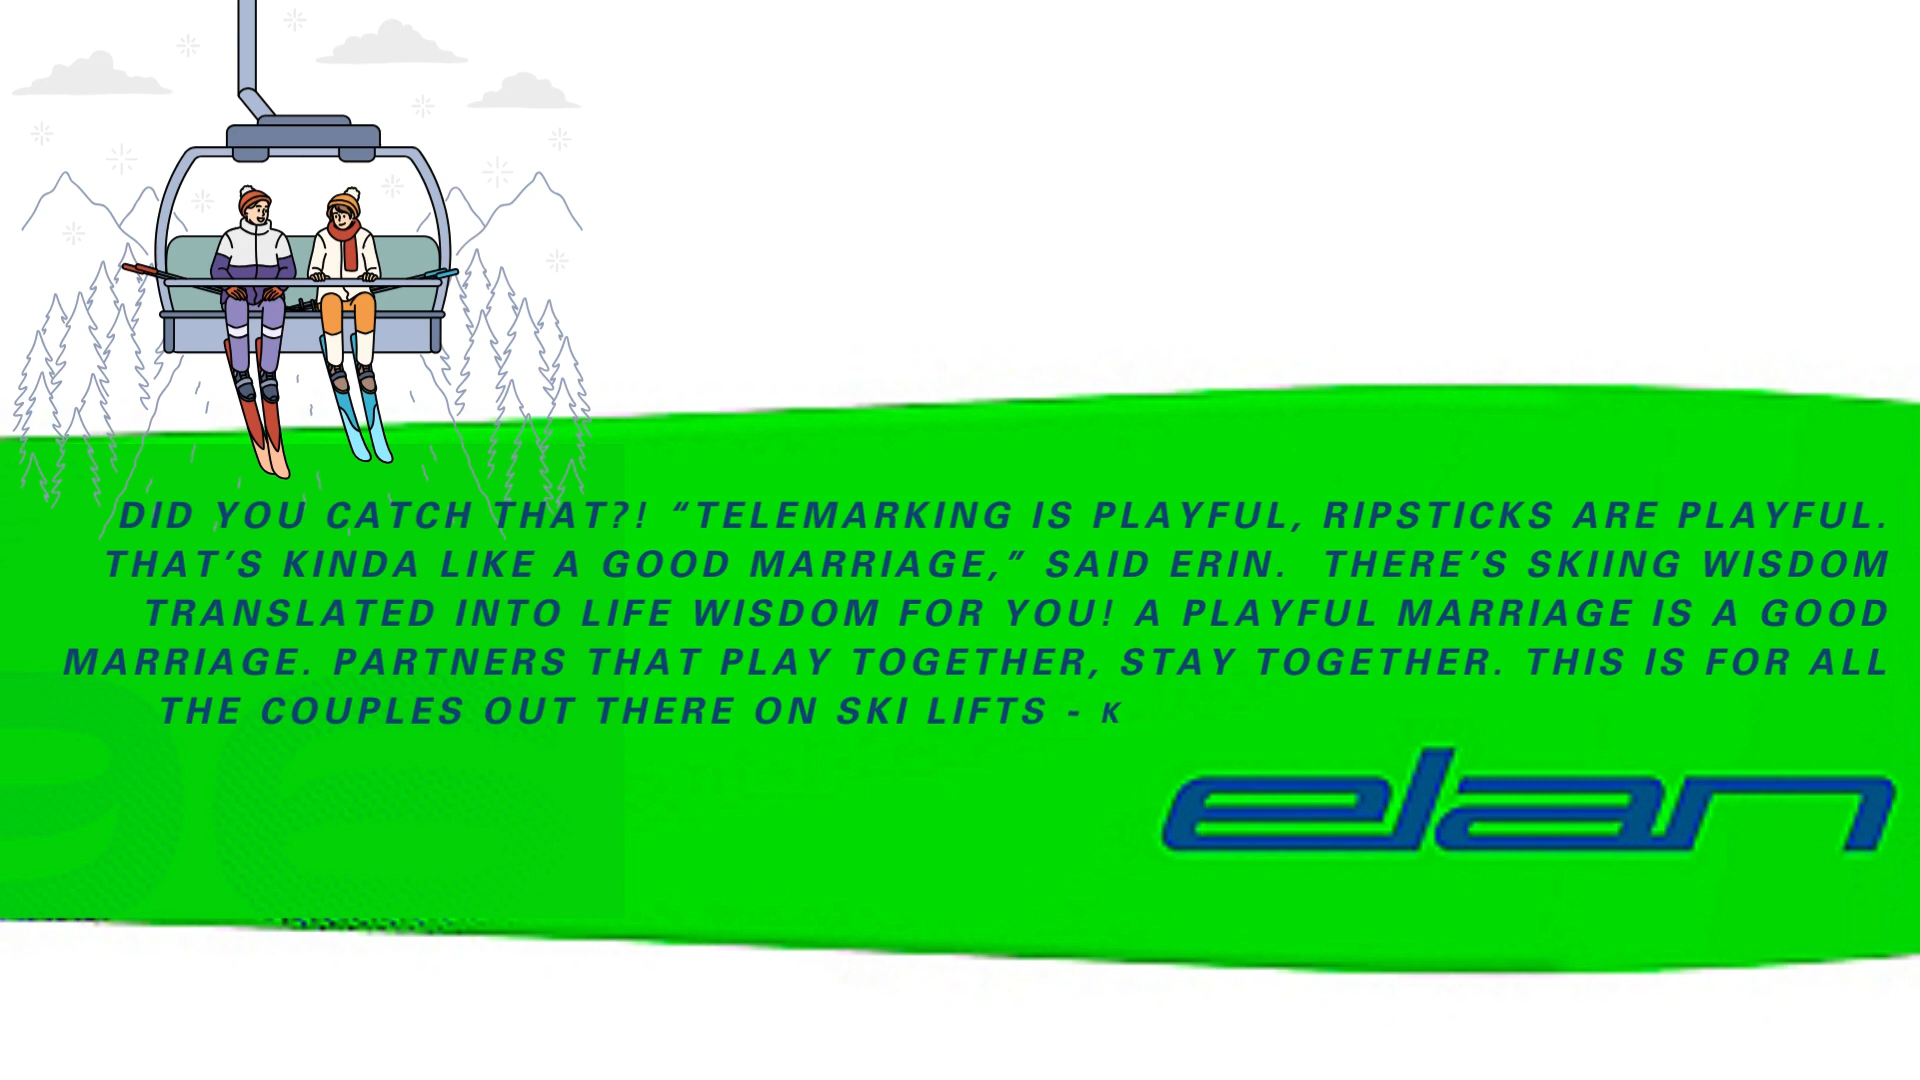 DID YOU CATCH THAT?! “TELEMARKING IS PLAYFUL, RIPSTICKS ARE PLAYFUL.
THAT’S KINDA LIKE A GOOD MARRIAGE,” SAID ERIN.  THERE’S SKIING WISDOM
TRANSLATED INTO LIFE WISDOM FOR YOU! A PLAYFUL MARRIAGE IS A GOOD
MARRIAGE. PARTNERS THAT PLAY TOGETHER, STAY TOGETHER. THIS IS FOR ALL
THE COUPLES OUT THERE ON SKI LIFTS - K
elan